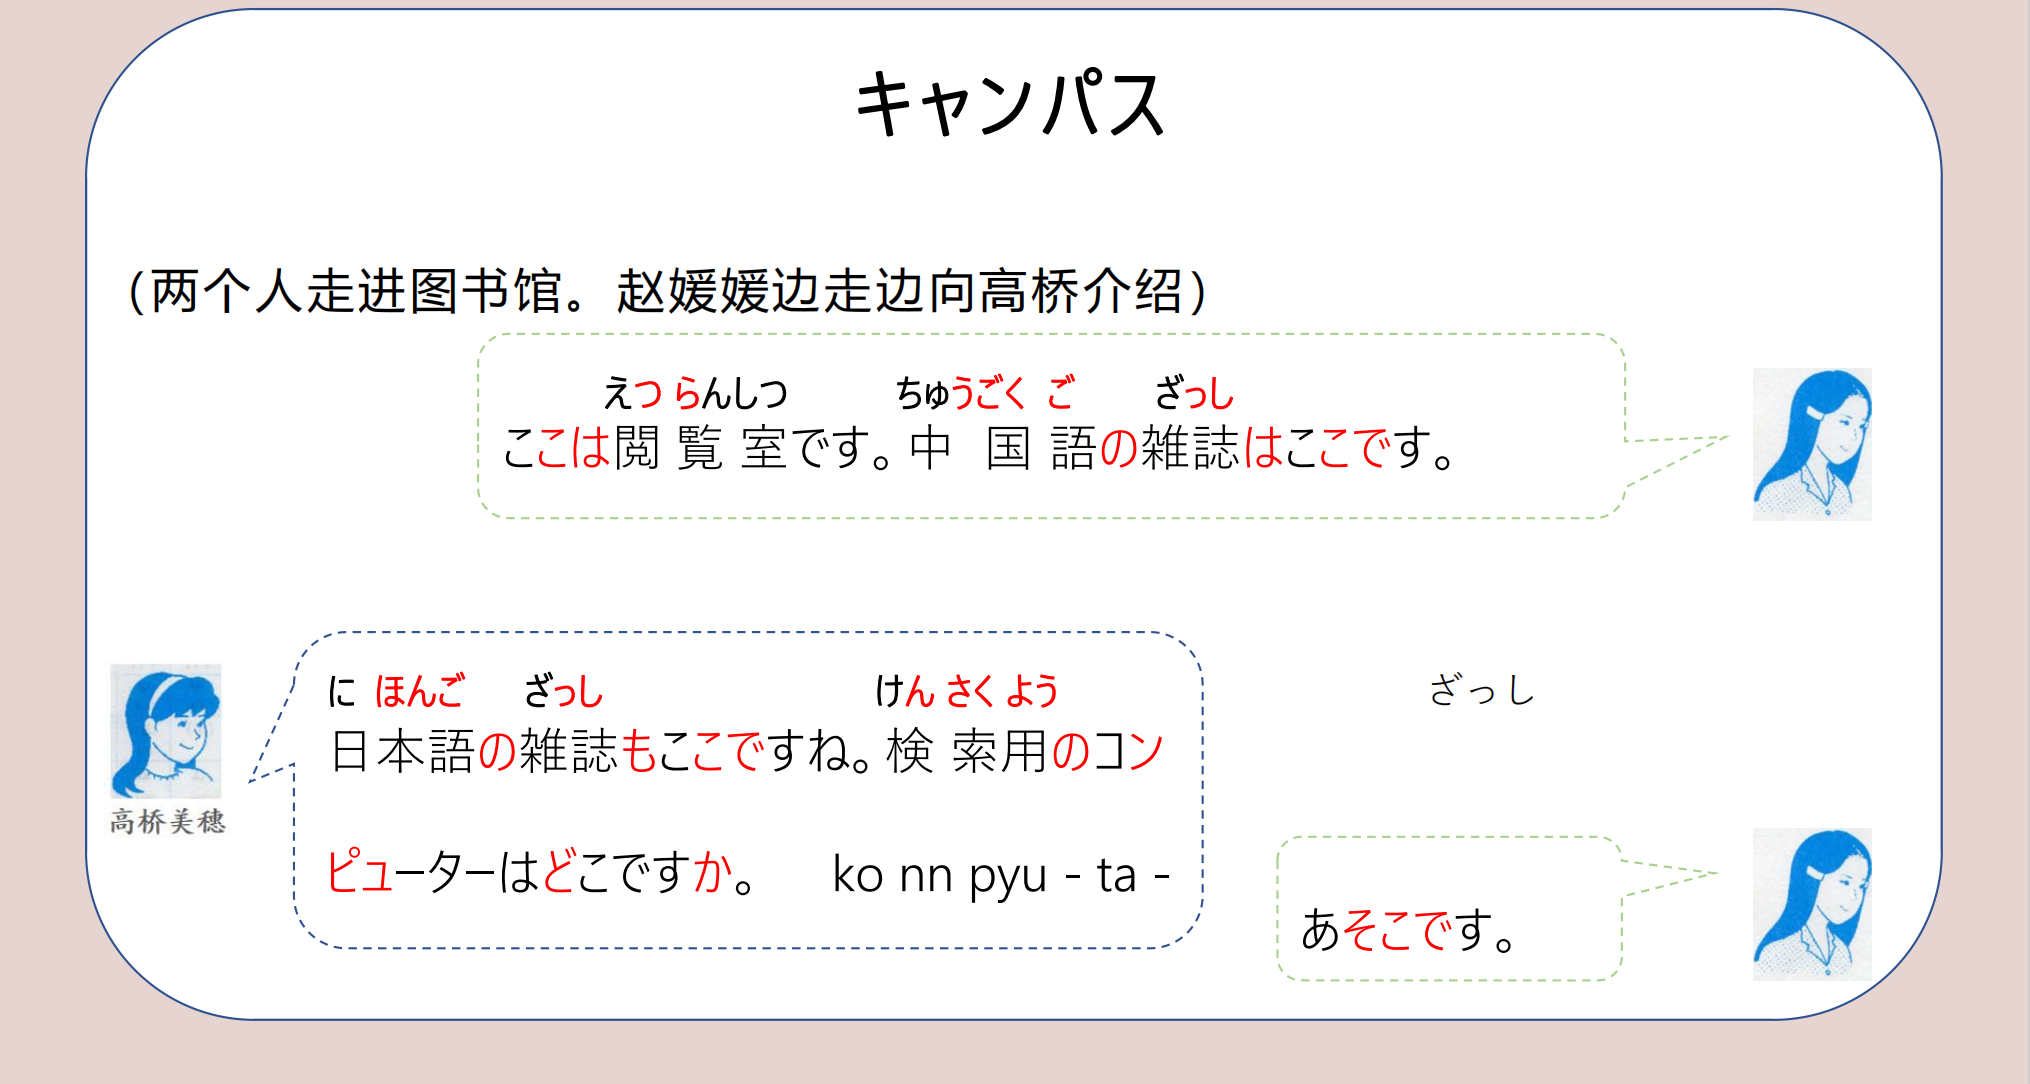 キャンパス
（两个人走进图书馆。赵媛媛边走边向高桥介绍）
えつ らんしつ ちゅうごく ご ざっし
ここは閲 覧 室です。中 国 語の雑誌はここです。
に ほんご ざっし けん さく よう
日本語の雑誌もここですね。検 索用のコン
ピューターはどこですか。 ko nn pyu - ta -
高桥美穗
ざっし
あそこです。